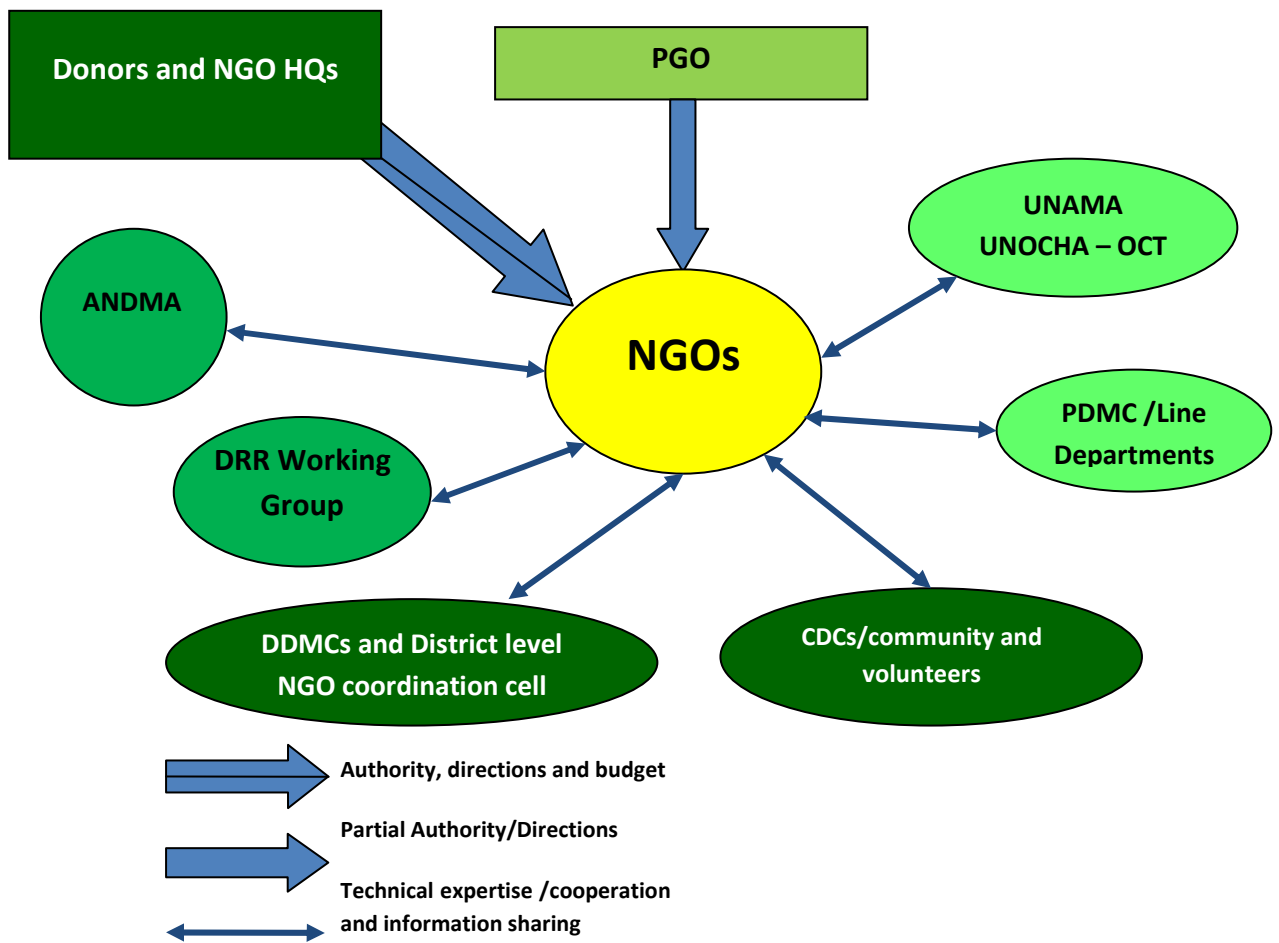 Donors and NGO HQs
PGO
UNAMA
UNOCHA – OCT
ANDMA
NGOs
PDMC /Line
Departments
DRR Working
Group
DDMCs and District level
NGO coordination cell
CDCs/community and
volunteers
Authority, directions and budget
Partial Authority/Directions
Technical expertise /cooperation
and information sharing